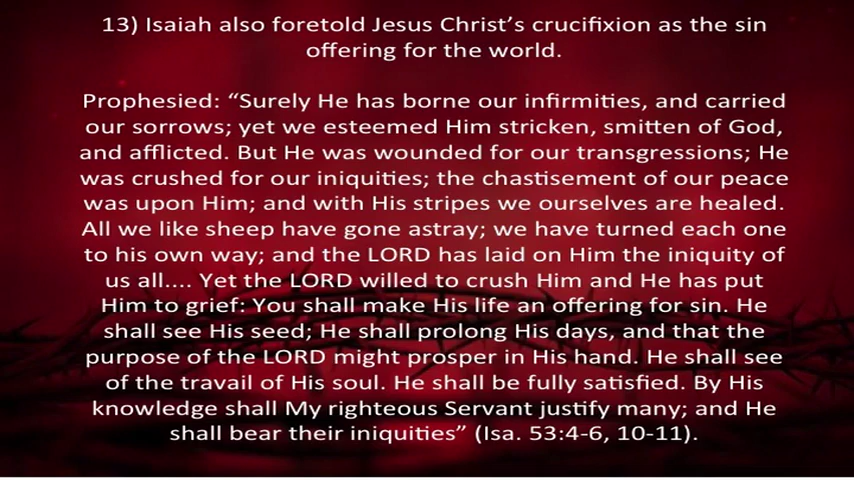 13) Isaiah also foretold Jesus Christ’s crucifixion as the sin
offering for the world.
Prophesied: “Surely He has borne our infirmities, and carried
our sorrows; yet we esteemed Him stricken, smitten of God,
and afflicted. But He was wounded for our transgressions; He
was crushed for our iniquities; the chastisement of our peace
was upon Him; and with His stripes we ourselves are healed.
All we like sheep have gone astray; we have turned each one
to his own way; and the LORD has laid on Him the iniquity of
us all.... Yet the LORD willed to crush Him and He has put
Him to grief: You shall make His life an offering for sin. He
shall see His seed; He shall prolong His days, and that the
purpose of the LORD might prosper in His hand. He shall see
of the travail of His soul. He shall be fully satisfied. By His
knowledge shall My righteous Servant justify many; and He
shall bear their iniquities” (Isa. 53:4-6, 10-11).